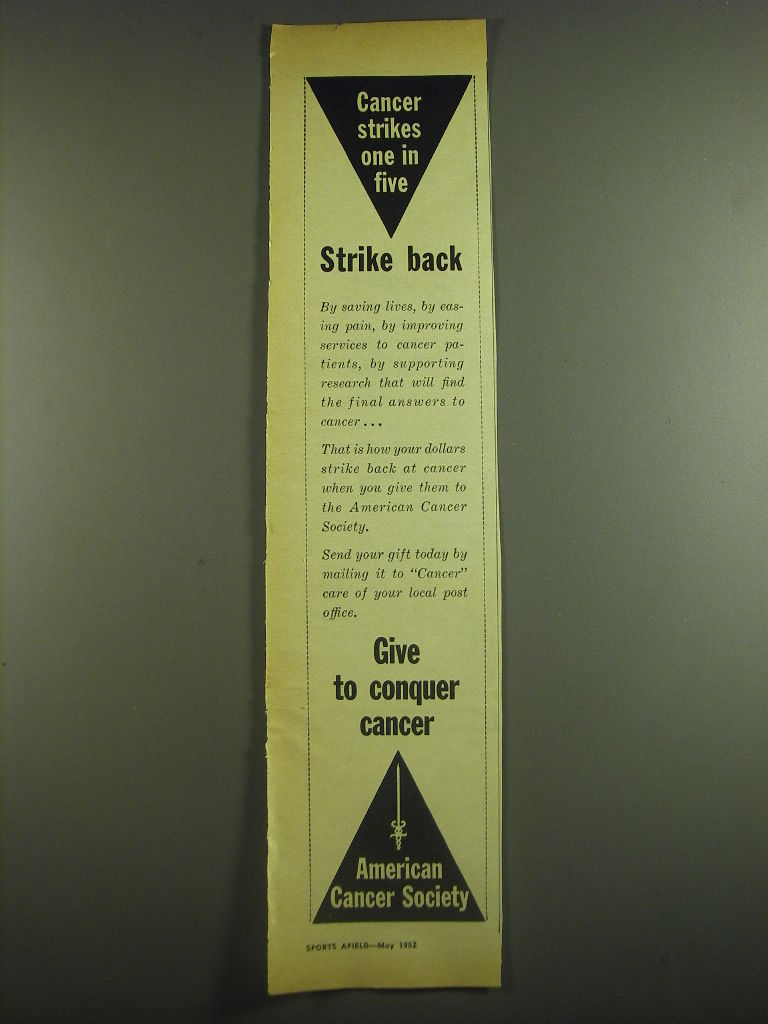 Cancer
strikes
one in
five
Strike back
By saving lives, by eas-
ing pain, by improving
services to cancer pa-
tients, by supporting
research that will find
the final answers to
cancer...
That is how your dollars
strike back at cancer
when you give them to
the American Cancer
Society.
Send your gift today by
mailing it to "Cancer"
care of your local post
office.
Give
to conquer
cancer
American
Cancer Society
SPORTS AFIELD—May 1952